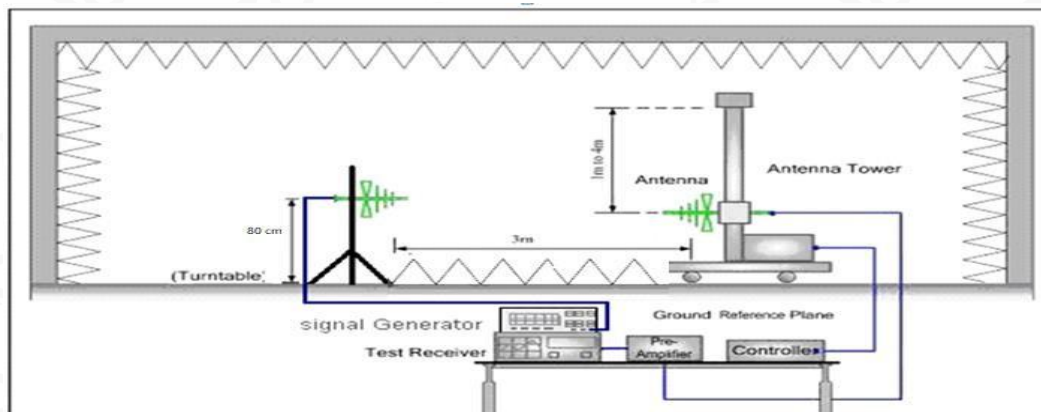 1m to 4m
Antenna Tower
Antenna
80 cm
3m
(Turntable)
signal Generator
Ground Reference Plane
Test Receiver
Pre-
Amplifier
Controller